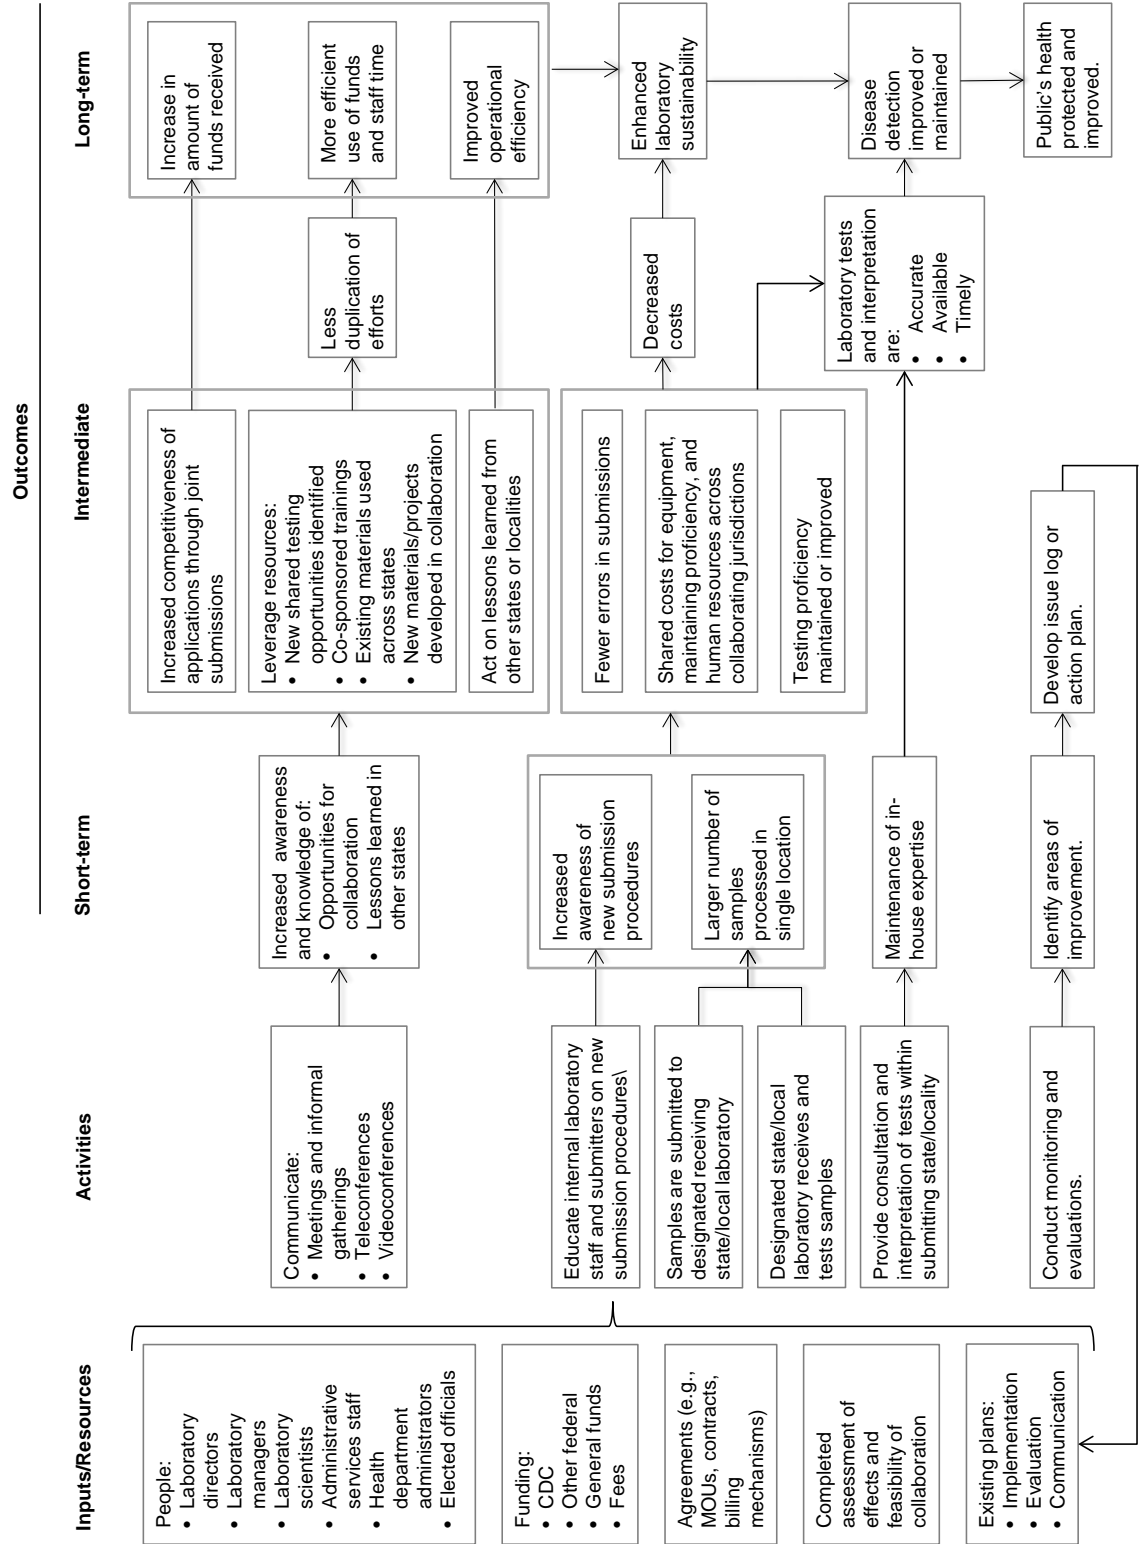 Outcomes
Inputs/Resources
Activities
Short-term
Intermediate
Long-term
People:
• Laboratory
directors
• Laboratory
managers
• Laboratory
scientists
• Administrative
services staff
• Health
department
administrators
• Elected officials
Funding:
• CDC
• Other federal
• General funds
• Fees
Agreements (e.g.,
MOUs, contracts,
billing
mechanisms)
Completed
assessment of
effects and
feasibility of
collaboration
Existing plans:
• Implementation
• Evaluation
• Communication
Communicate:
• Meetings and informal
gatherings
• Teleconferences
• Videoconferences
Educate internal laboratory
staff and submitters on new
submission procedures\
Samples are submitted to
designated receiving
state/local laboratory
Designated state/local
laboratory receives and
tests samples
Provide consultation and
interpretation of tests within
submitting state/locality
Conduct monitoring and
evaluations.
Increased awareness
and knowledge of:
• Opportunities for
collaboration
• Lessons learned in
other states
Increased
awareness of
new submission
procedures
Larger number of
samples
processed in
single location
Maintenance of in-
house expertise
Identify areas of
improvement.
Increased competitiveness of
applications through joint
submissions
Leverage resources:
• New shared testing
opportunities identified
• Co-sponsored trainings
• Existing materials used
across states
• New materials/projects
developed in collaboration
Act on lessons learned from
other states or localities
Fewer errors in submissions
Shared costs for equipment,
maintaining proficiency, and
human resources across
collaborating jurisdictions
Testing proficiency
maintained or improved
Develop issue log or
action plan.
Less
duplication of
efforts
Decreased
costs
Laboratory tests
and interpretation
are:
• Accurate
• Available
• Timely
Increase in
amount of
funds received
More efficient
use of funds
and staff time
Improved
operational
efficiency
Enhanced
laboratory
sustainability
Disease
detection
improved or
maintained
Public's health
protected and
improved.